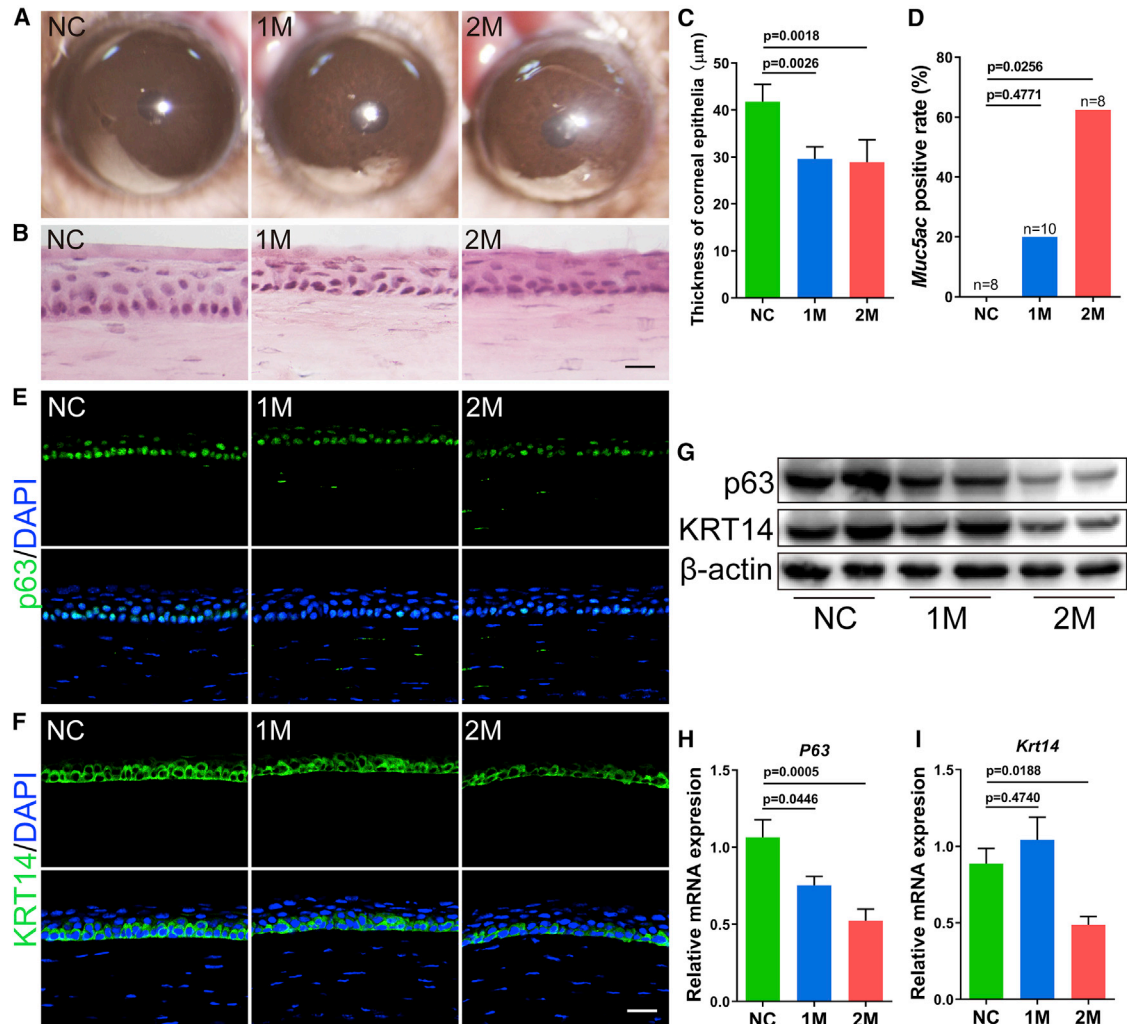 A
NC
1M
2M
B
NC
1M
2M
C
Thickness of corneal epithelia (μm)
p=0.0018
p=0.0026
50
40
30
20
10
0
NC 1M 2M
D
Muc5ac positive rate (%)
p=0.0256
p=0.4771
80
60
40
20
0
n=8
n=10
n=8
NC 1M 2M
E
NC
1M
2M
p63/DAPI
F
NC
1M
2M
KRT14/DAPI
G
p63
KRT14
β-actin
NC 1M 2M
H
P63
Relative mRNA expresion
p=0.0005
p=0.0446
1.5
1.0
0.5
0.0
NC 1M 2M
I
Krt14
Relative mRNA expresion
p=0.0188
p=0.4740
1.5
1.0
0.5
0.0
NC 1M 2M